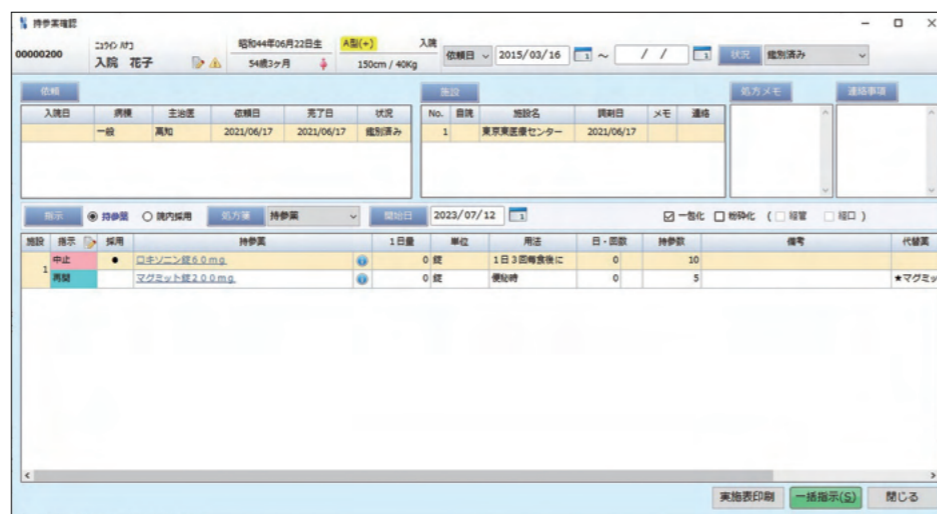 持参薬確認
00000200
ﾆｭｳｲﾝ ﾊﾅｺ
昭和44年06月22日生 A型(+) 入院
入院 花子 54歳3ヶ月 150cm / 40Kg
依頼日 2015/03/16 ～ / / 状況 鑑別済み
依頼 施設 処方メモ 連絡事項
入院日 病棟 主治医 依頼日 完了日 状況 No. 自院 施設名 調剤日 メモ 連絡
一般 高知 2021/06/17 2021/06/17 鑑別済み 1 東京東医療センター 2021/06/17
指示 持参薬 院内採用 処方箋 持参薬 開始日 2023/07/12 一包化 粉砕化 ( 経管 経口 )
施設 指示 採用 持参薬 1日量 単位 用法 日・回数 持参数 備考 代替薬
1 中止 ● ロキソニン錠60mg 0 錠 1日3回毎食後に 0 10
再開 マグミット錠200mg 0 錠 便秘時 0 5 ★マグミッ
実施表印刷 一括指示(S) 閉じる